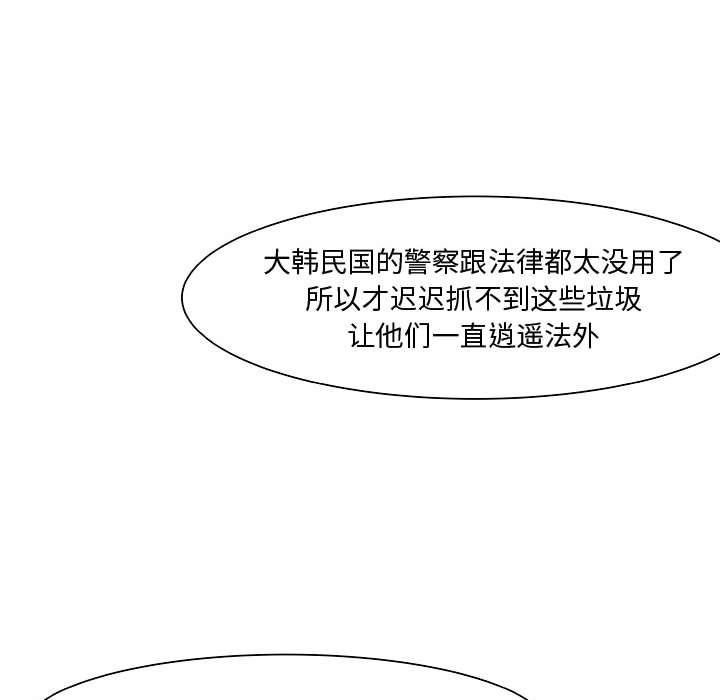 大韩民国的警察跟法律都太没用了
所以才迟迟抓不到这些垃圾
让他们一直逍遥法外